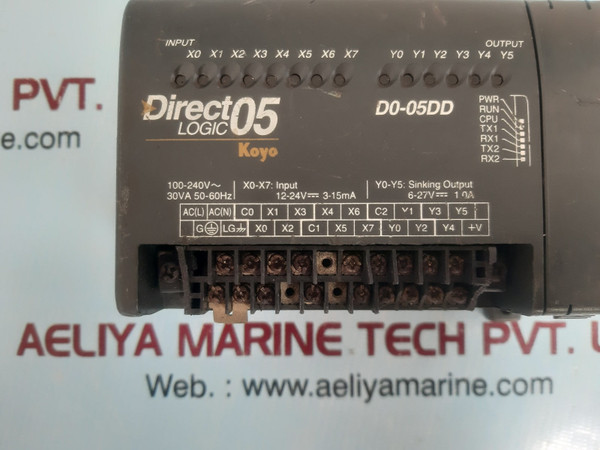 INPUT OUTPUT
X0 X1 X2 X3 X4 X5 X6 X7 Y0 Y1 Y2 Y3 Y4 Y5
PVT.
Direct
LOGIC 05
Koyo
D0-05DD
PWR
RUN
CPU
TX1
RX1
TX2
RX2
100-240V~
30VA 50-60Hz
X0-X7: Input
12-24V⎓ 3-15mA
Y0-Y5: Sinking Output
6-27V⎓ 1.0A
AC(L) AC(N) C0 X1 X3 X4 X6 C2 Y1 Y3 Y5
G LG X0 X2 C1 X5 X7 Y0 Y2 Y4 +V
AELIYA MARINE TECH PVT.
Web. : www.aeliyamarine.com